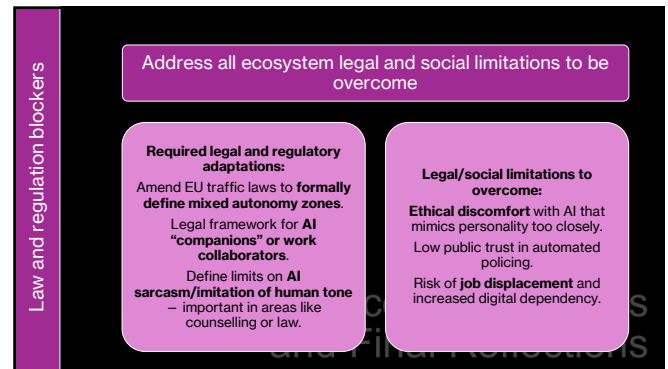 Law and regulation blockers
Address all ecosystem legal and social limitations to be
overcome
Required legal and regulatory
adaptations:
Amend EU traffic laws to formally
define mixed autonomy zones.
Legal framework for AI
“companions” or work
collaborators.
Define limits on AI
sarcasm/imitation of human tone
– important in areas like
counselling or law.
Legal/social limitations to
overcome:
Ethical discomfort with AI that
mimics personality too closely.
Low public trust in automated
policing.
Risk of job displacement and
increased digital dependency.
and Final Reflections